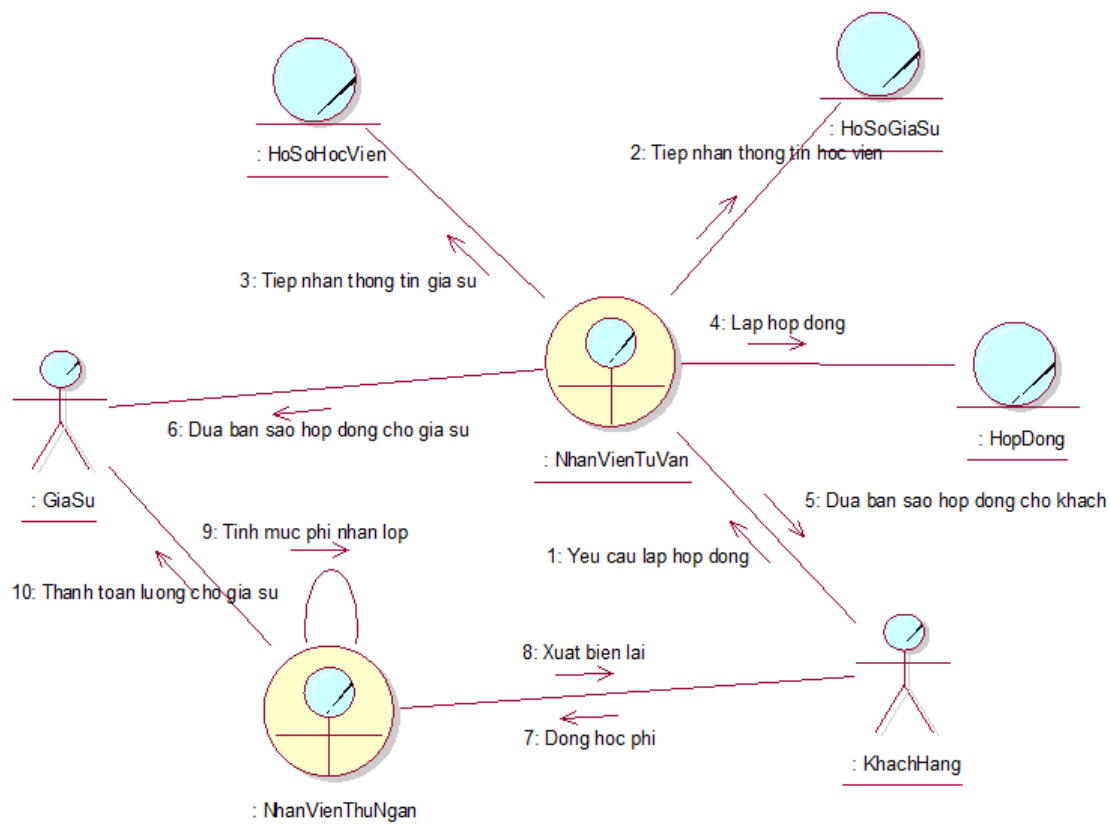 : HoSoHocVien
: HoSoGiaSu
2: Tiep nhan thong tin hoc vien
3: Tiep nhan thong tin gia su
4: Lap hop dong
6: Dua ban sao hop dong cho gia su
: NhanVienTuVan
: HopDong
: GiaSu
5: Dua ban sao hop dong cho khach
9: Tinh muc phi nhan lop
1: Yeu cau lap hop dong
10: Thanh toan luong cho gia su
8: Xuat bien lai
7: Dong hoc phi
: KhachHang
: NhanVienThuNgan